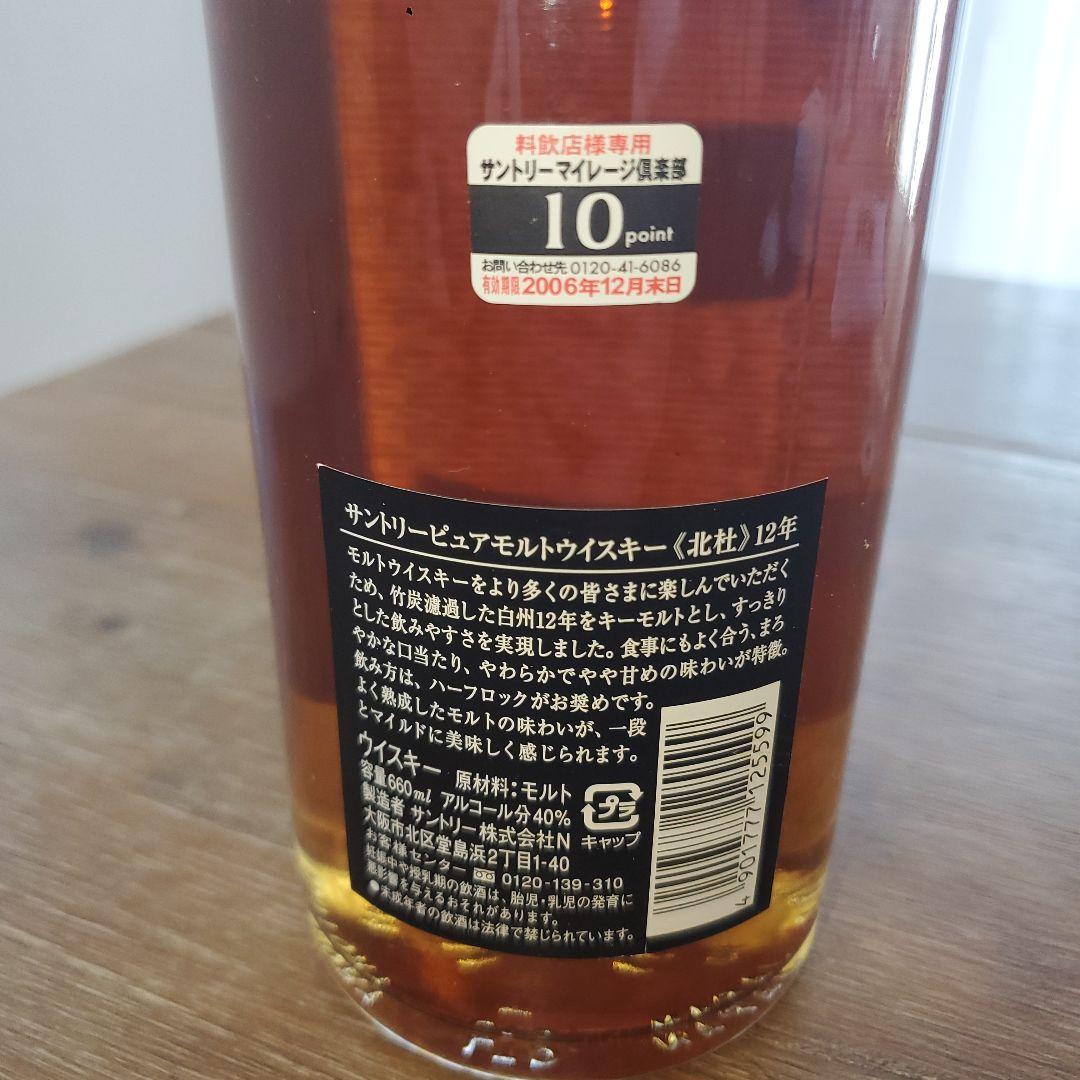 料飲店様専用
サントリーマイレージ倶楽部
10 point
お問い合わせ先 0120-41-6086
有効期限 2006年12月末日
サントリーピュアモルトウイスキー《北杜》12年
モルトウイスキーをより多くの皆さまに楽しんでいただく
ため、竹炭濾過した白州12年をキーモルトとし、すっきり
とした飲みやすさを実現しました。食事にもよく合う、まろ
やかな口当たり、やわらかでやや甘めの味わいが特徴。
飲み方は、ハーフロックがお奨めです。
よく熟成したモルトの味わいが、一段
とマイルドに美味しく感じられます。
ウイスキー 原材料:モルト
容量660ml アルコール分40%
製造者 サントリー株式会社N
大阪市北区堂島浜2丁目1-40
お客様センター 0120-139-310
妊娠中や授乳期の飲酒は、胎児・乳児の発育に
悪影響を与えるおそれがあります。
●未成年者の飲酒は法律で禁じられています。
プラ
キャップ
4 901777 125599